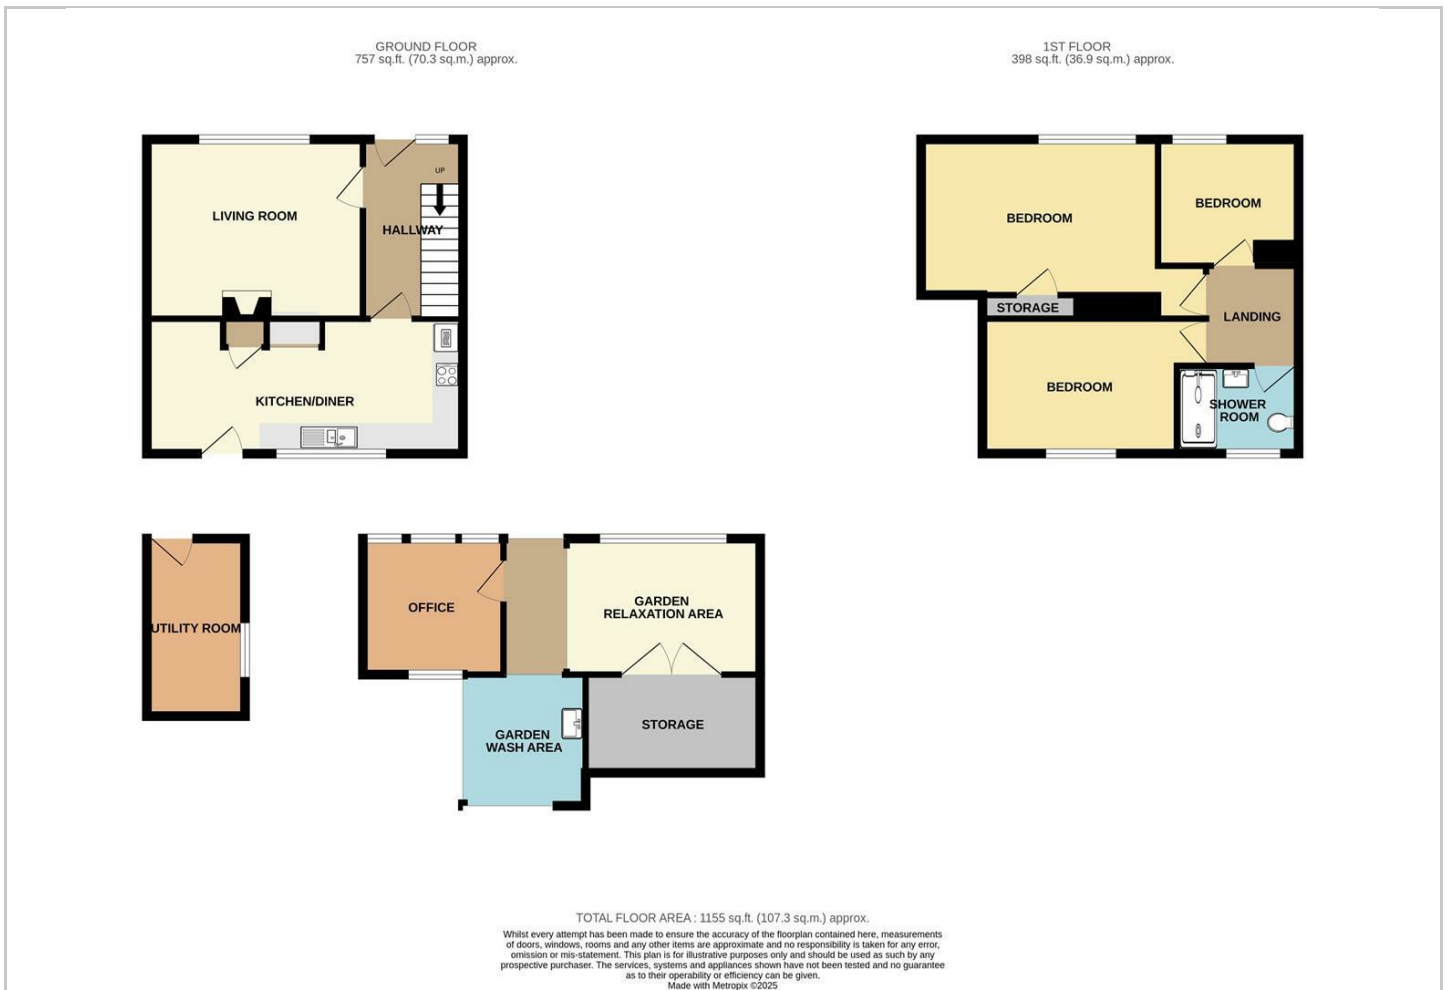 GROUND FLOOR
757 sq.ft. (70.3 sq.m.) approx.
1ST FLOOR
398 sq.ft. (36.9 sq.m.) approx.
UP
LIVING ROOM
HALLWAY
KITCHEN/DINER
BEDROOM
BEDROOM
STORAGE
LANDING
BEDROOM
SHOWER
ROOM
UTILITY ROOM
OFFICE
GARDEN
RELAXATION AREA
GARDEN
WASH AREA
STORAGE
TOTAL FLOOR AREA : 1155 sq.ft. (107.3 sq.m.) approx.
Whilst every attempt has been made to ensure the accuracy of the floorplan contained here, measurements
of doors, windows, rooms and any other items are approximate and no responsibility is taken for any error,
omission or mis-statement. This plan is for illustrative purposes only and should be used as such by any
prospective purchaser. The services, systems and appliances shown have not been tested and no guarantee
as to their operability or efficiency can be given.
Made with Metropix ©2025